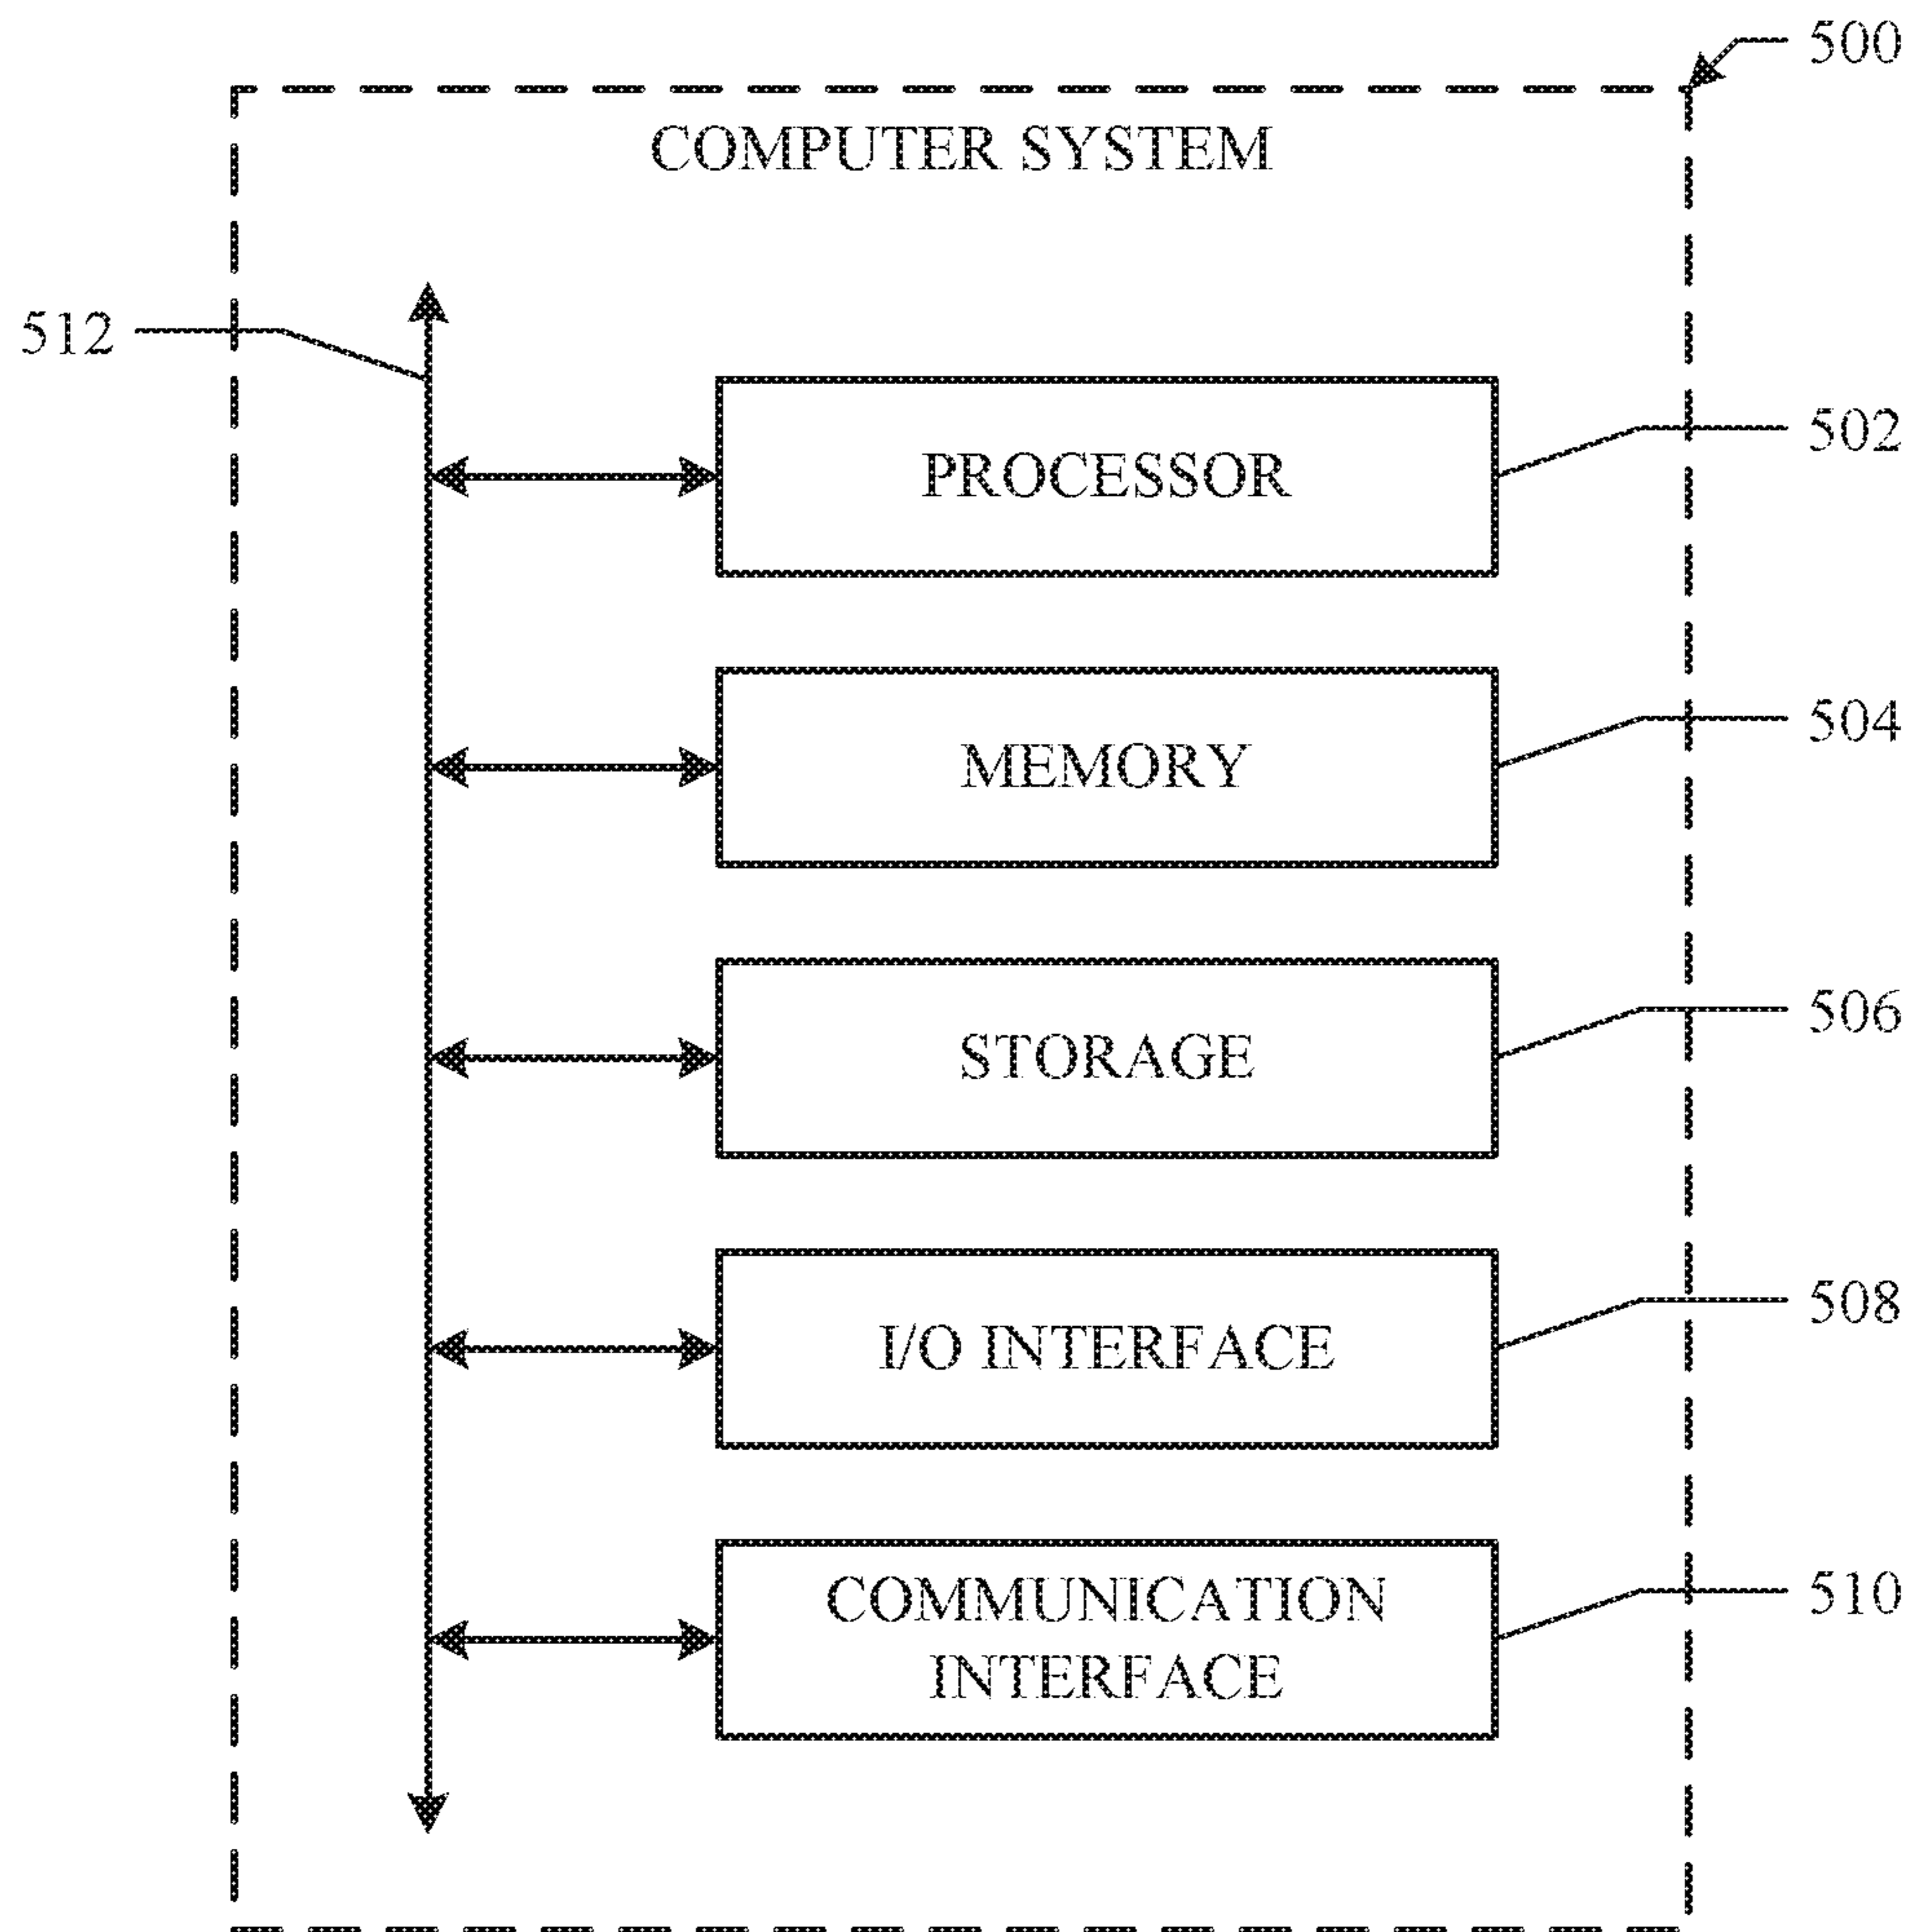 500
COMPUTER SYSTEM
512
PROCESSOR
502
MEMORY
504
STORAGE
506
I/O INTERFACE
508
COMMUNICATION
INTERFACE
510